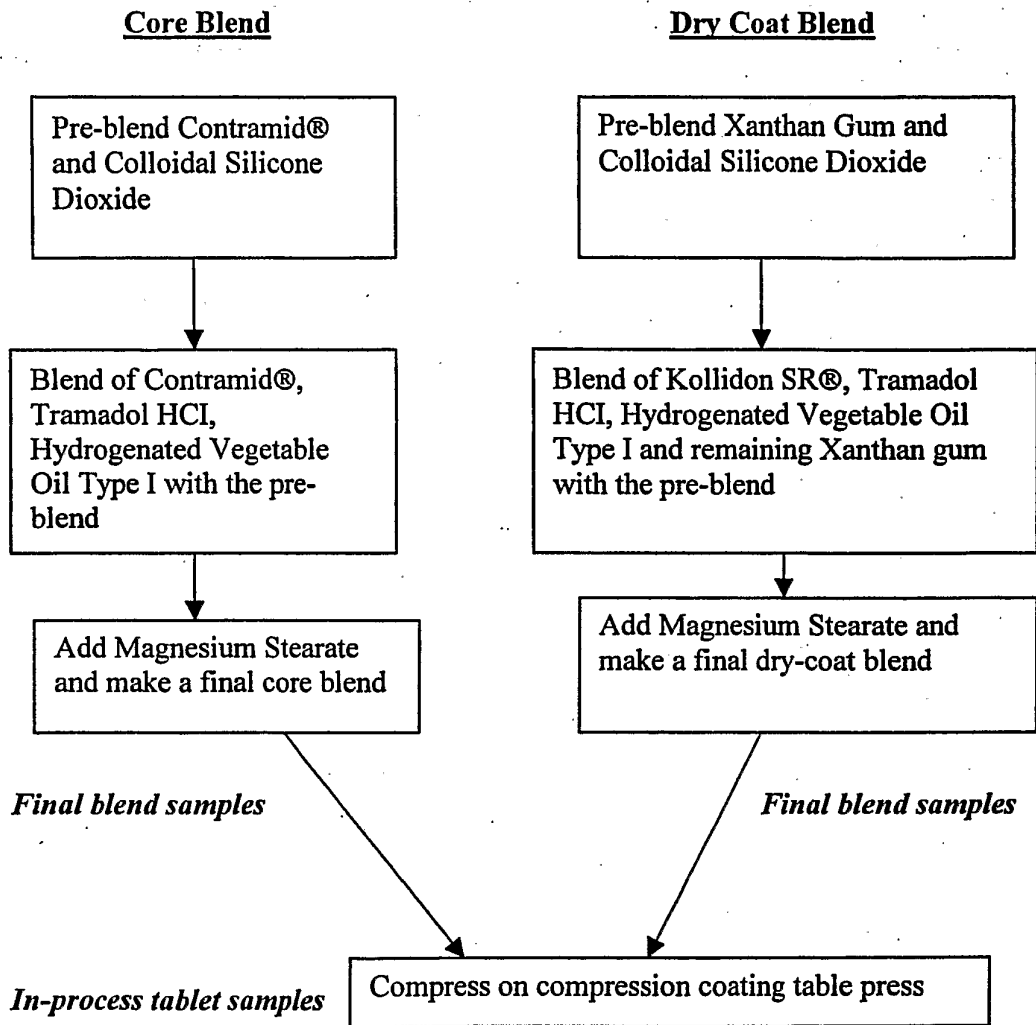 Core Blend
Pre-blend Contramid®
and Colloidal Silicone
Dioxide
Blend of Contramid®,
Tramadol HCI,
Hydrogenated Vegetable
Oil Type I with the pre-
blend
Add Magnesium Stearate
and make a final core blend
Final blend samples
Dry Coat Blend
Pre-blend Xanthan Gum and
Colloidal Silicone Dioxide
Blend of Kollidon SR®, Tramadol
HCI, Hydrogenated Vegetable Oil
Type I and remaining Xanthan gum
with the pre-blend
Add Magnesium Stearate and
make a final dry-coat blend
Final blend samples
In-process tablet samples
Compress on compression coating table press